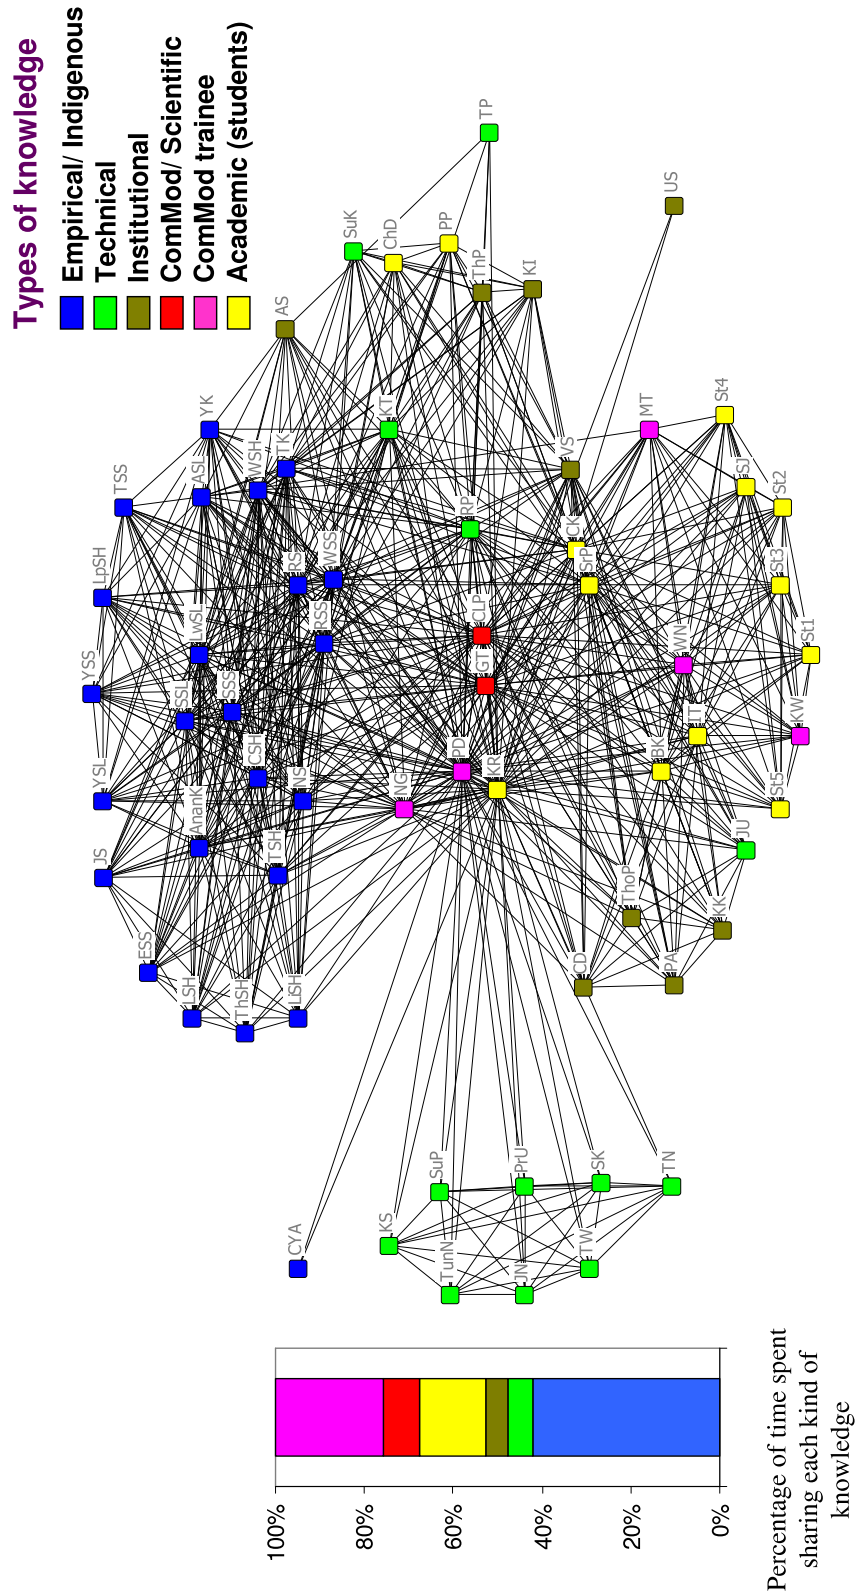 Types of knowledge
Empirical/ Indigenous
Technical
Institutional
ComMod/ Scientific
ComMod trainee
Academic (students)
TP
US
SuK
ChD
PP
ThP
KI
AS
YK
KT
MT
St4
TSS
ASL
WSH
TK
VS
SJ
St2
LpSH
RS
WSS
RP
CK
SrP
St3
YSS
LwSL
RSS
CLP
GT
WN
St1
SSL
SSS
IT
KW
YSL
ESH
NS
NG
PD
KR
BK
St5
JS
AnanK
TSH
JU
ESS
ThoP
KK
LSH
ThSH
LiSH
CD
PA
SuP
PrU
SK
TN
CYA
KS
TunN
JN
TW
100%
80%
60%
40%
20%
0%
Percentage of time spent
sharing each kind of
knowledge